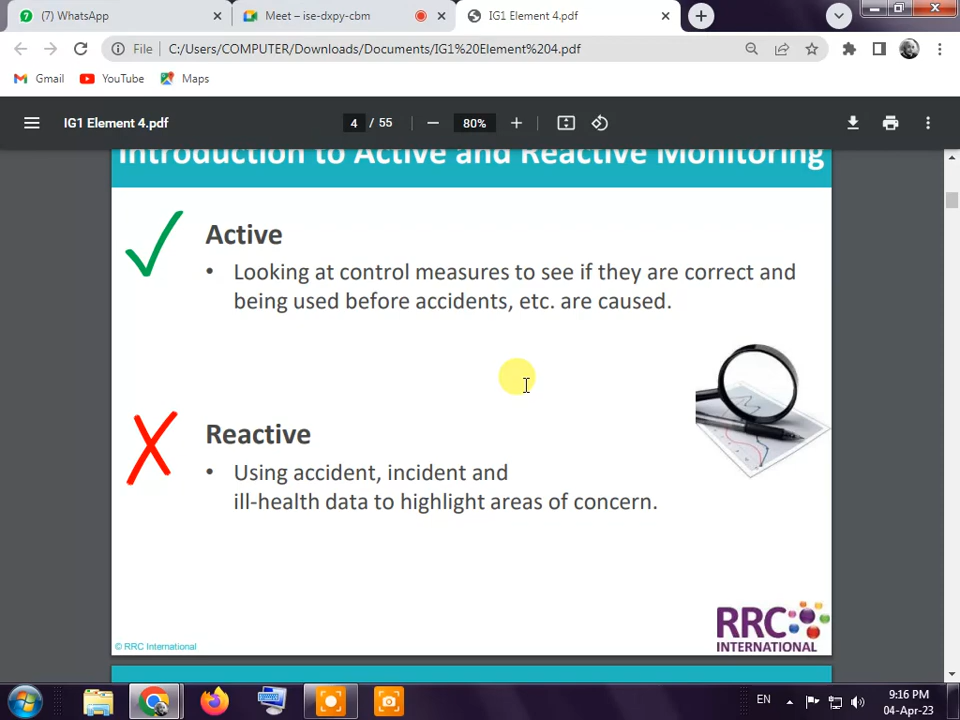 (7) WhatsApp
Meet – ise-dxpy-cbm
IG1 Element 4.pdf
File
C:/Users/COMPUTER/Downloads/Documents/IG1%20Element%204.pdf
Gmail
YouTube
Maps
IG1 Element 4.pdf
4 / 55
80%
Introduction to Active and Reactive Monitoring
Active
• Looking at control measures to see if they are correct and
being used before accidents, etc. are caused.
Reactive
• Using accident, incident and
ill-health data to highlight areas of concern.
RRC
INTERNATIONAL
© RRC International
EN
9:16 PM
04-Apr-23